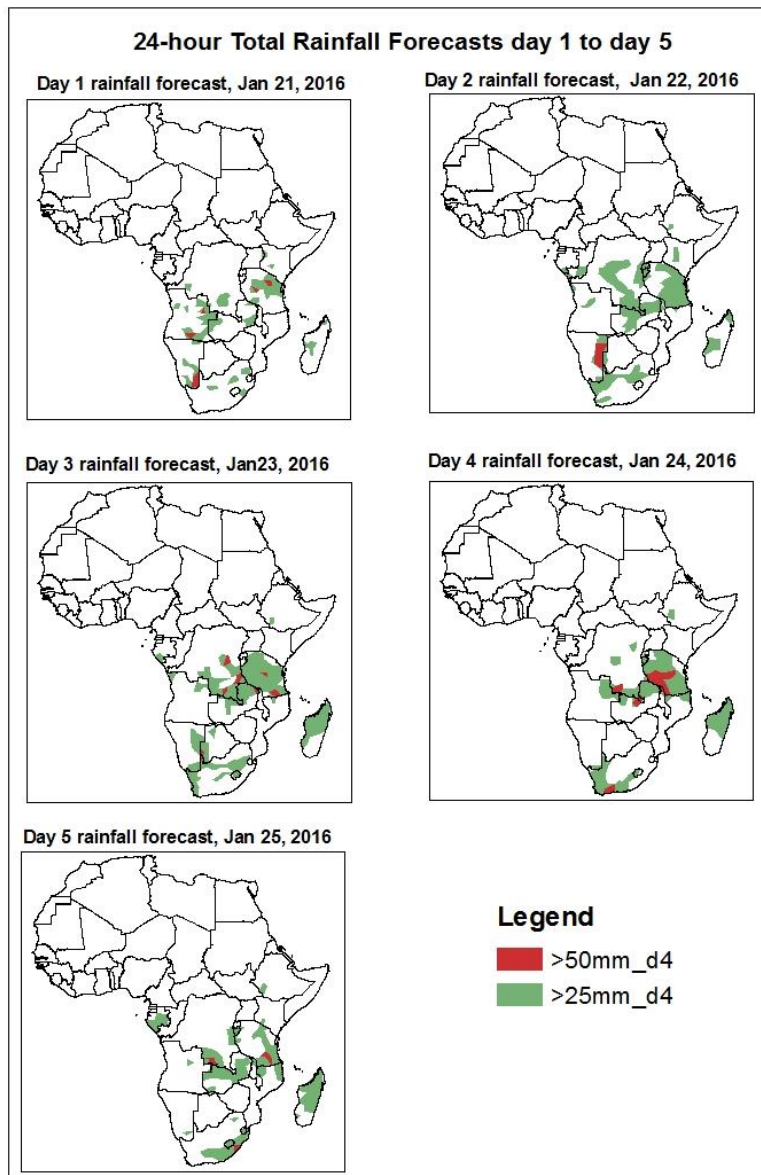 24-hour Total Rainfall Forecasts day 1 to day 5
Day 1 rainfall forecast, Jan 21, 2016
Day 2 rainfall forecast, Jan 22, 2016
Day 3 rainfall forecast, Jan23, 2016
Day 4 rainfall forecast, Jan 24, 2016
Day 5 rainfall forecast, Jan 25, 2016
Legend
>50mm_d4
>25mm_d4